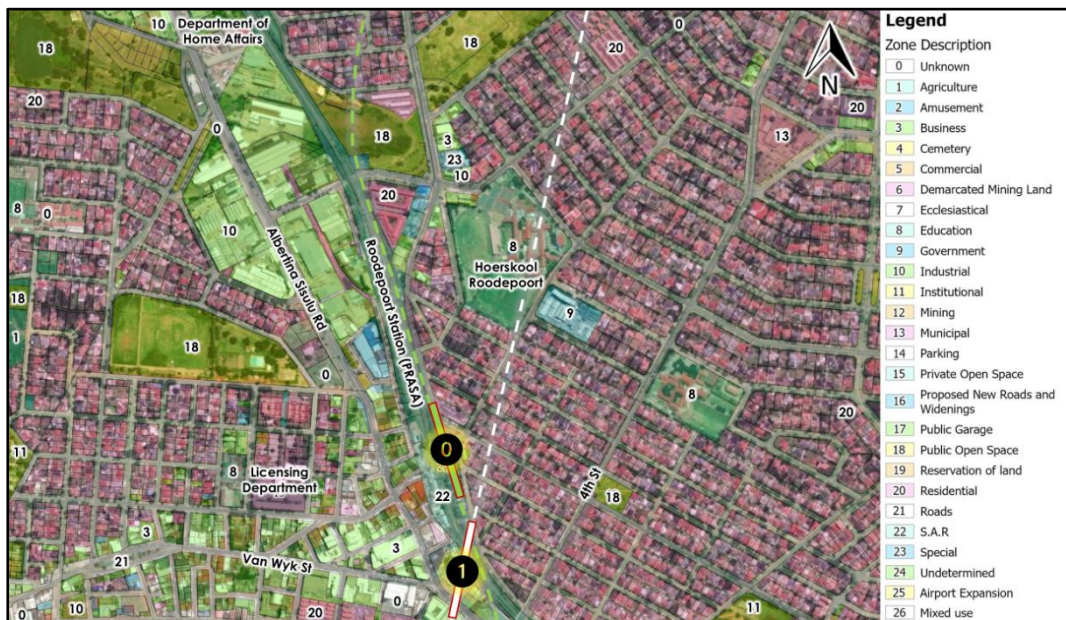 10
Department of
Home Affairs
18
18
0
20
20
0
18
3
23
10
13
20
20
8
0
10
Albertina Sisulu Rd
Roodepoort Station (PRASA)
8
Hoerskool
Roodepoort
9
18
1
18
0
8
20
11
0
8
Licensing
Department
22
4th St
18
3
21
Van Wyk St
3
1
0
10
20
11
N
Legend
Zone Description
0 Unknown
1 Agriculture
2 Amusement
3 Business
4 Cemetery
5 Commercial
6 Demarcated Mining Land
7 Ecclesiastical
8 Education
9 Government
10 Industrial
11 Institutional
12 Mining
13 Municipal
14 Parking
15 Private Open Space
16 Proposed New Roads and
Widenings
17 Public Garage
18 Public Open Space
19 Reservation of land
20 Residential
21 Roads
22 S.A.R
23 Special
24 Undetermined
25 Airport Expansion
26 Mixed use